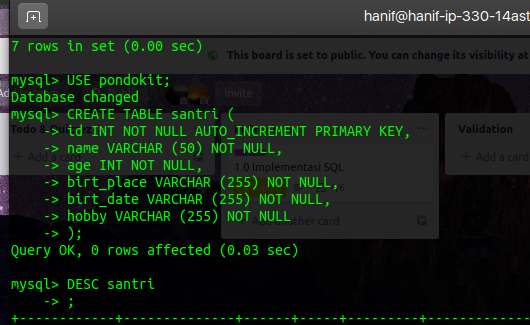 hanif@hanif-ip-330-14ast
7 rows in set (0.00 sec)
This board is set to public. You can change its visibility at
mysql> USE pondokit;
Invite
Database changed
mysql> CREATE TABLE santri (
Todo &
Validation
-> id INT NOT NULL AUTO_INCREMENT PRIMARY KEY,
-> name VARCHAR (50) NOT NULL,
+ Add a card
+ Add a card
-> age INT NOT NULL,
1.0 Implementasi SQL
-> birt_place VARCHAR (255) NOT NULL,
-> birt_date VARCHAR (255) NOT NULL,
-> hobby VARCHAR (255) NOT NULL
-> );
Add another card
Query OK, 0 rows affected (0.03 sec)
mysql> DESC santri
-> ;
+------------+--------------+------+-----+---------+-------------